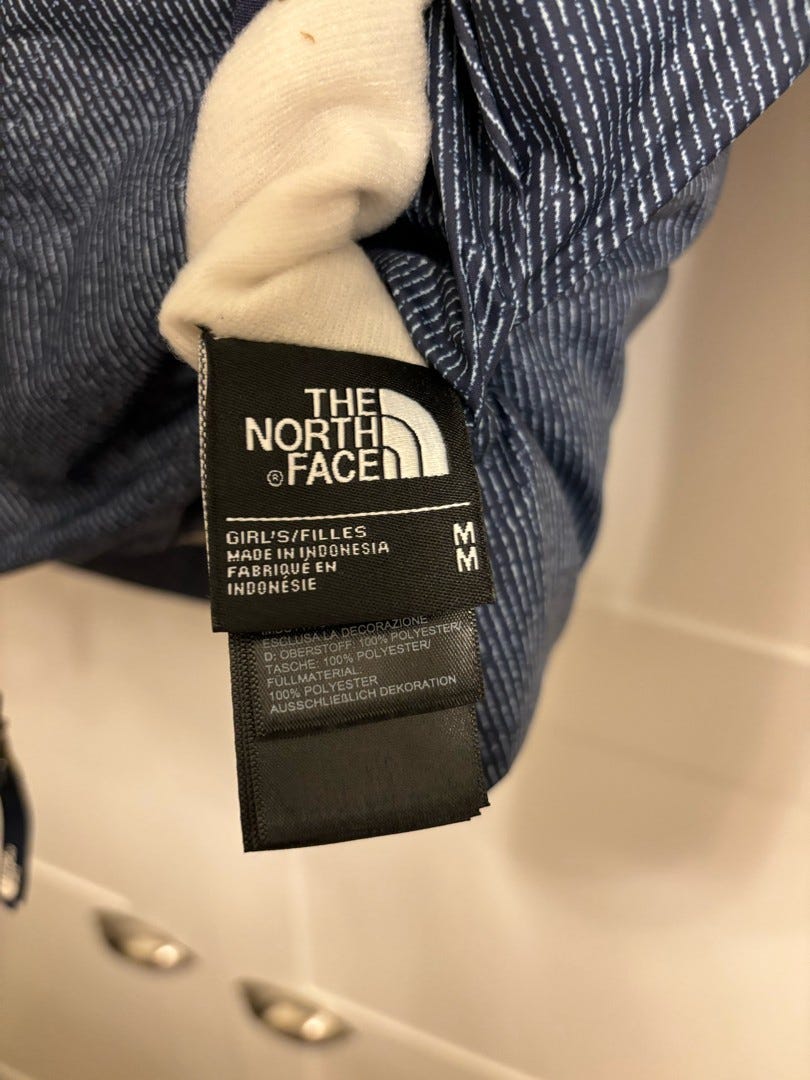 THE
NORTH
® FACE
GIRL'S/FILLES M
MADE IN INDONESIA M
FABRIQUÉ EN
INDONÉSIE
ESCLUSA LA DECORAZIONE
D: OBERSTOFF: 100% POLYESTER/
TASCHE: 100% POLYESTER/
FÜLLMATERIAL:
100% POLYESTER
AUSSCHLIEßLICH DEKORATION